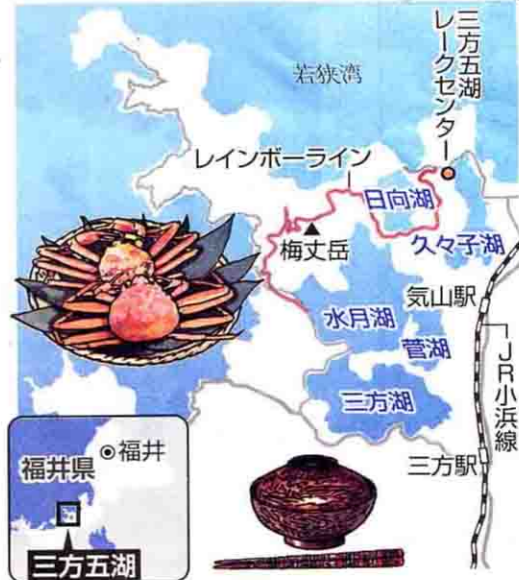 三方五湖
レークセンター
若狭湾
レインボーライン
日向湖
梅丈岳
久々子湖
気山駅
水月湖
菅湖
JR小浜線
三方湖
三方駅
福井県
福井
三方五湖